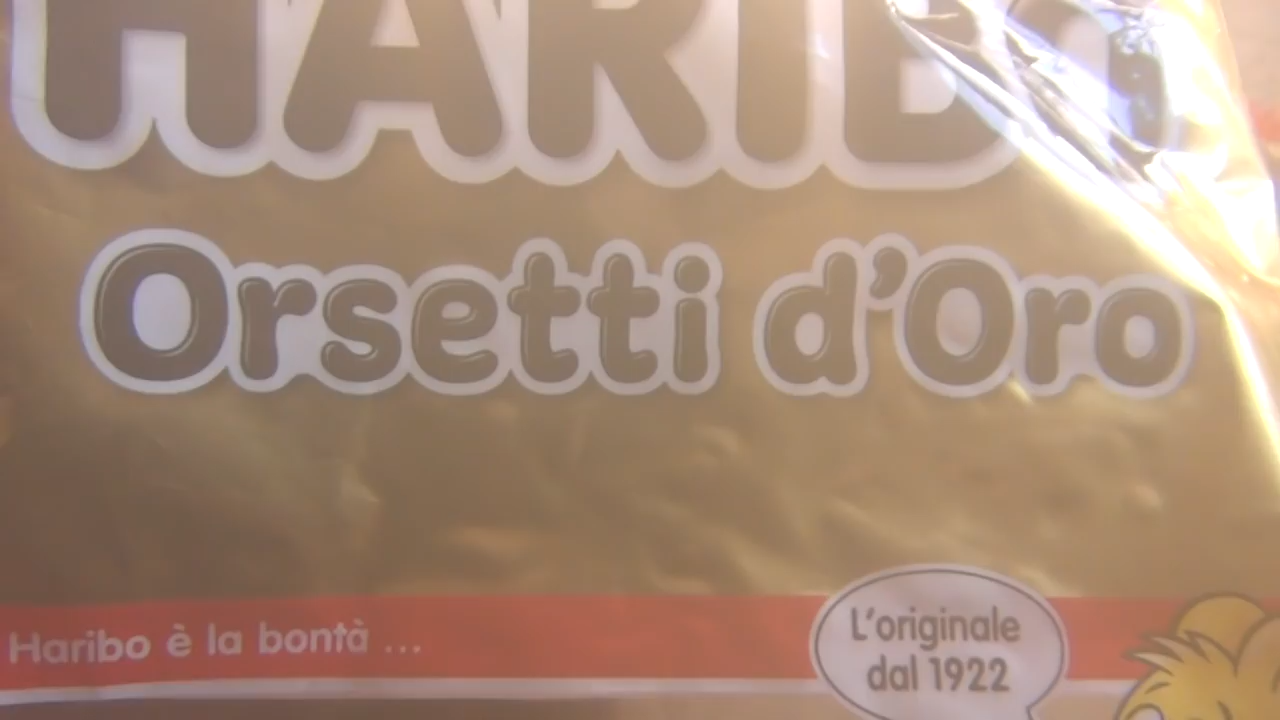 HARIBO
Orsetti d'Oro
Haribo è la bontà ...
L'originale
dal 1922